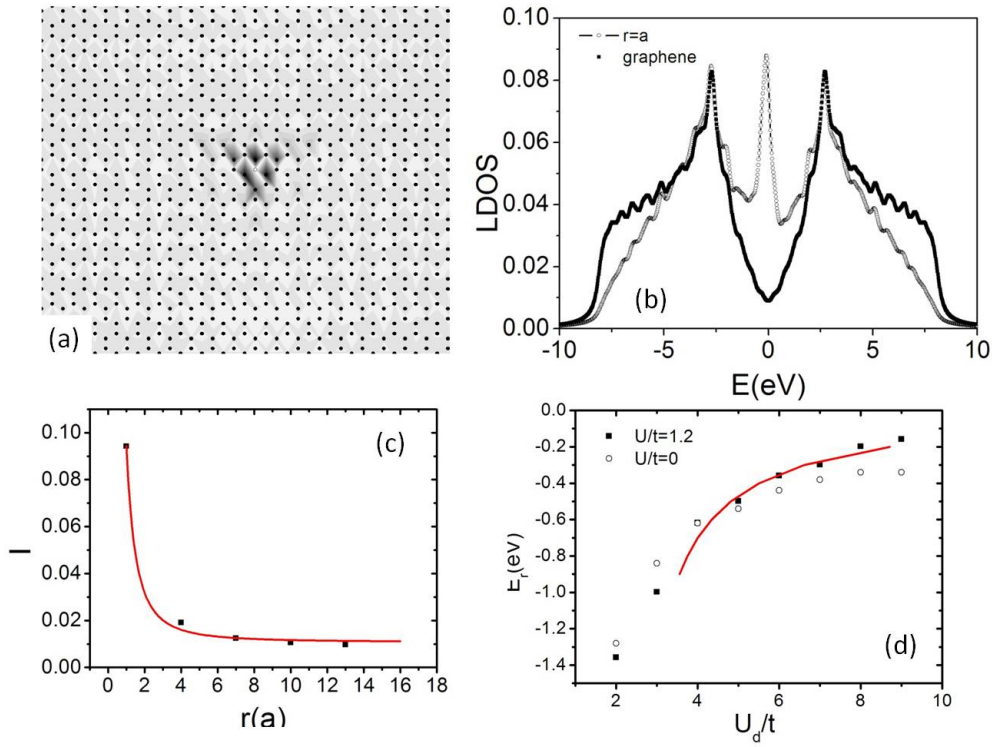 (a)
LDOS
0.10
0.08
0.06
0.04
0.02
0.00
r=a
graphene
(b)
-10 -5 0 5 10
E(eV)
I
0.10
0.08
0.06
0.04
0.02
0.00
(c)
0 2 4 6 8 10 12 14 16 18
r(a)
E_r(eV)
0.0
-0.2
-0.4
-0.6
-0.8
-1.0
-1.2
-1.4
U/t=1.2
U/t=0
(d)
2 4 6 8 10
U_d/t